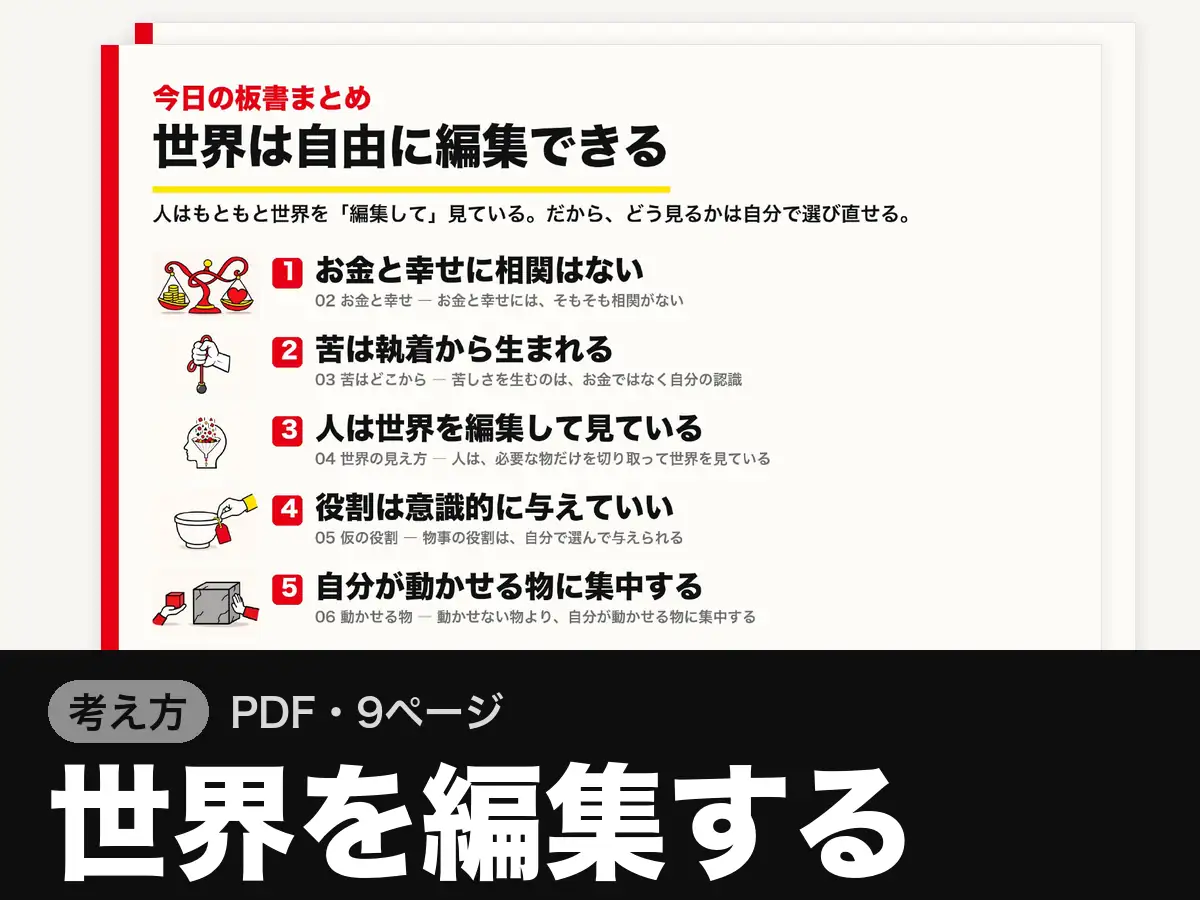 今日の板書まとめ
世界は自由に編集できる
人はもともと世界を「編集して」見ている。だから、どう見るかは自分で選び直せる。
1 お金と幸せに相関はない
02 お金と幸せ — お金と幸せには、そもそも相関がない
2 苦は執着から生まれる
03 苦はどこから — 苦しさを生むのは、お金ではなく自分の認識
3 人は世界を編集して見ている
04 世界の見え方 — 人は、必要な物だけを切り取って世界を見ている
4 役割は意識的に与えていい
05 仮の役割 — 物事の役割は、自分で選んで与えられる
5 自分が動かせる物に集中する
06 動かせる物 — 動かせない物より、自分が動かせる物に集中する
考え方 PDF・9ページ
世界を編集する